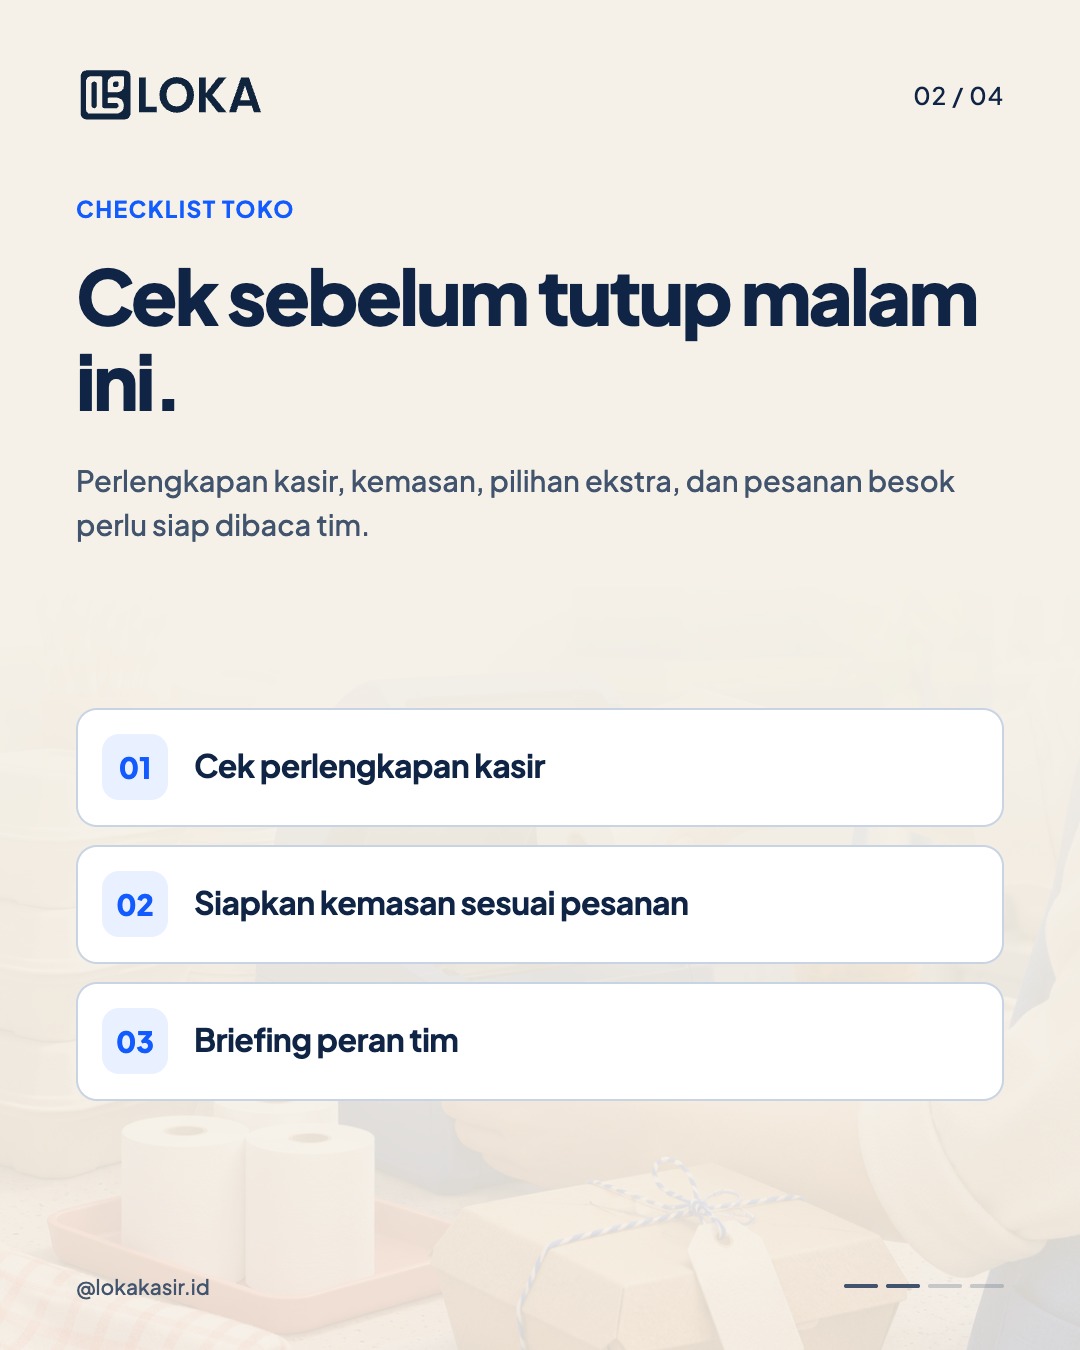 LOKA
02 / 04
CHECKLIST TOKO
Cek sebelum tutup malam
ini.
Perlengkapan kasir, kemasan, pilihan ekstra, dan pesanan besok
perlu siap dibaca tim.
01 Cek perlengkapan kasir
02 Siapkan kemasan sesuai pesanan
03 Briefing peran tim
@lokakasir.id